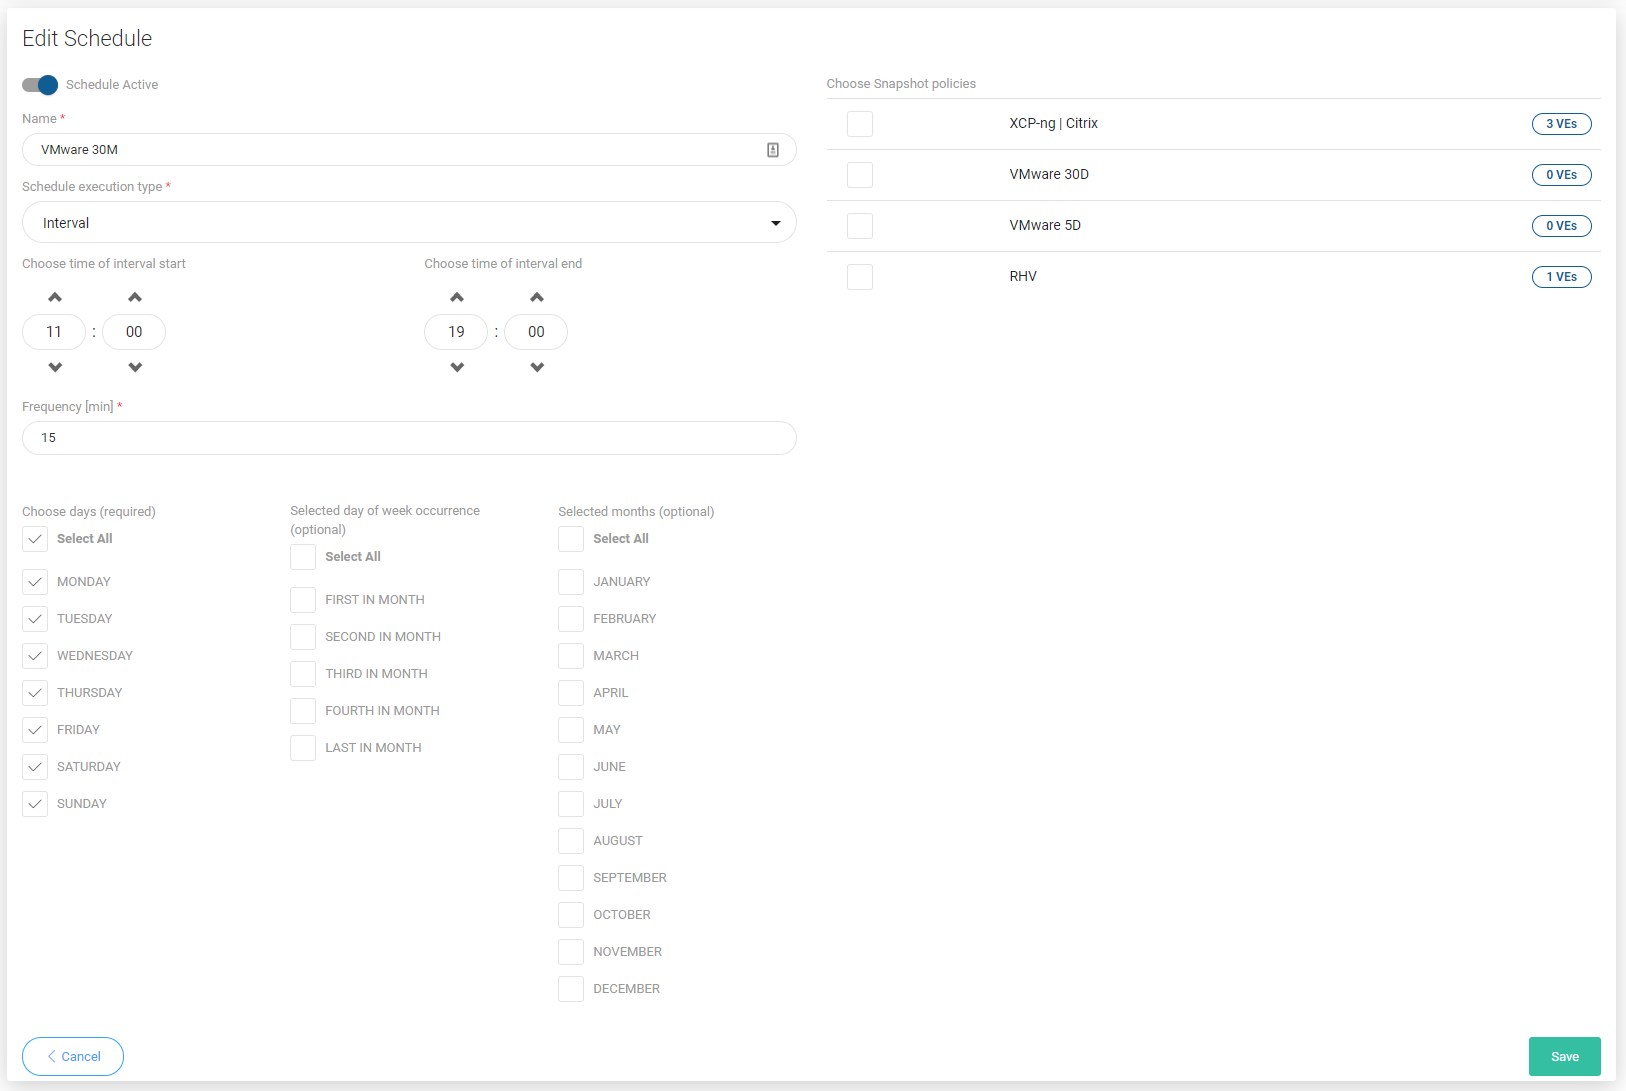 Edit Schedule
Schedule Active
Name *
VMware 30M
Schedule execution type *
Interval
Choose time of interval start
Choose time of interval end
11 : 00
19 : 00
Frequency [min] *
15
Choose days (required)
Select All
MONDAY
TUESDAY
WEDNESDAY
THURSDAY
FRIDAY
SATURDAY
SUNDAY
Selected day of week occurrence
(optional)
Select All
FIRST IN MONTH
SECOND IN MONTH
THIRD IN MONTH
FOURTH IN MONTH
LAST IN MONTH
Selected months (optional)
Select All
JANUARY
FEBRUARY
MARCH
APRIL
MAY
JUNE
JULY
AUGUST
SEPTEMBER
OCTOBER
NOVEMBER
DECEMBER
Choose Snapshot policies
XCP-ng | Citrix 3 VEs
VMware 30D 0 VEs
VMware 5D 0 VEs
RHV 1 VEs
Cancel
Save